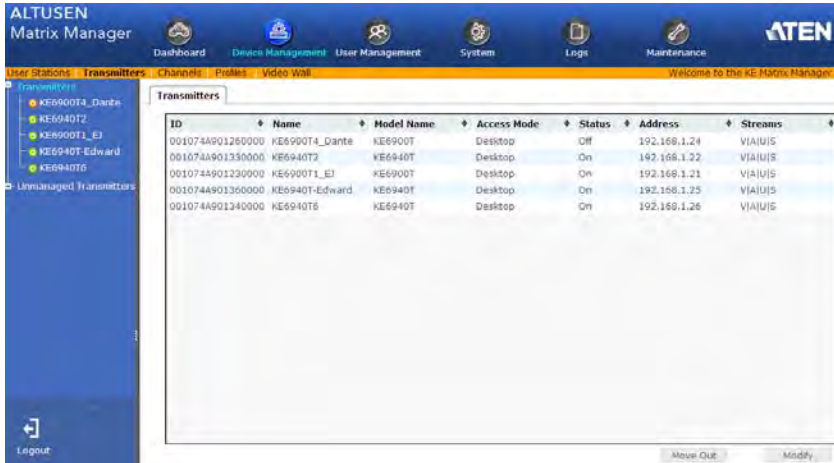 ALTUSEN
Matrix Manager
Dashboard Device Management User Management System Logs Maintenance
ATEN
User Stations Transmitters Channels Profiles Video Wall
Welcome to the KE Matrix Manager
Transmitters
KE6900T4_Dante
KE6940T2
KE6900T1_EJ
KE6940T-Edward
KE6940T6
Unmanaged Transmitters
Transmitters
ID Name Model Name Access Mode Status Address Streams
001074A901260000 KE6900T4_Dante KE6900T Desktop Off 192.168.1.24 V|A|U|S
001074A901330000 KE6940T2 KE6940T Desktop On 192.168.1.22 V|A|U|S
001074A901230000 KE6900T1_EJ KE6900T Desktop On 192.168.1.21 V|A|U|S
001074A901360000 KE6940T-Edward KE6940T Desktop On 192.168.1.25 V|A|U|S
001074A901340000 KE6940T6 KE6940T Desktop On 192.168.1.26 V|A|U|S
Logout
Move Out Modify